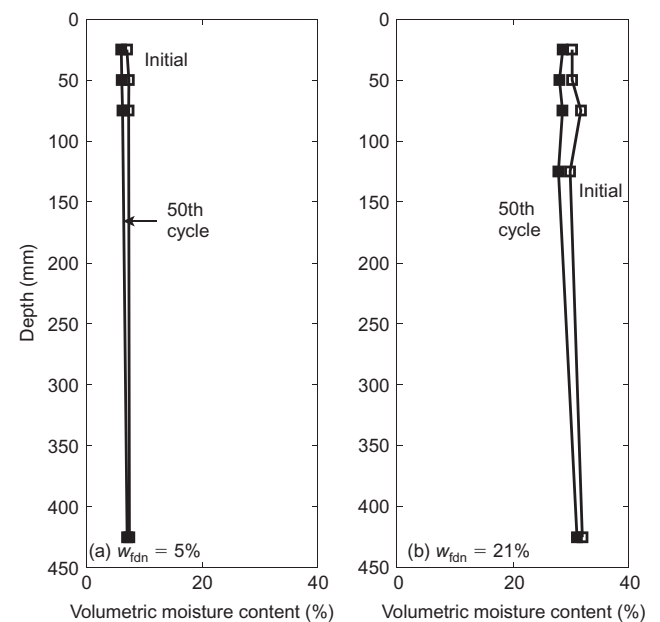 0
50
100
150
200
250
300
350
400
450
Depth (mm)
Initial
50th
cycle
(a) wfdn = 5%
0
20
40
Volumetric moisture content (%)
0
50
100
150
200
250
300
350
400
450
Initial
50th
cycle
(b) wfdn = 21%
0
20
40
Volumetric moisture content (%)